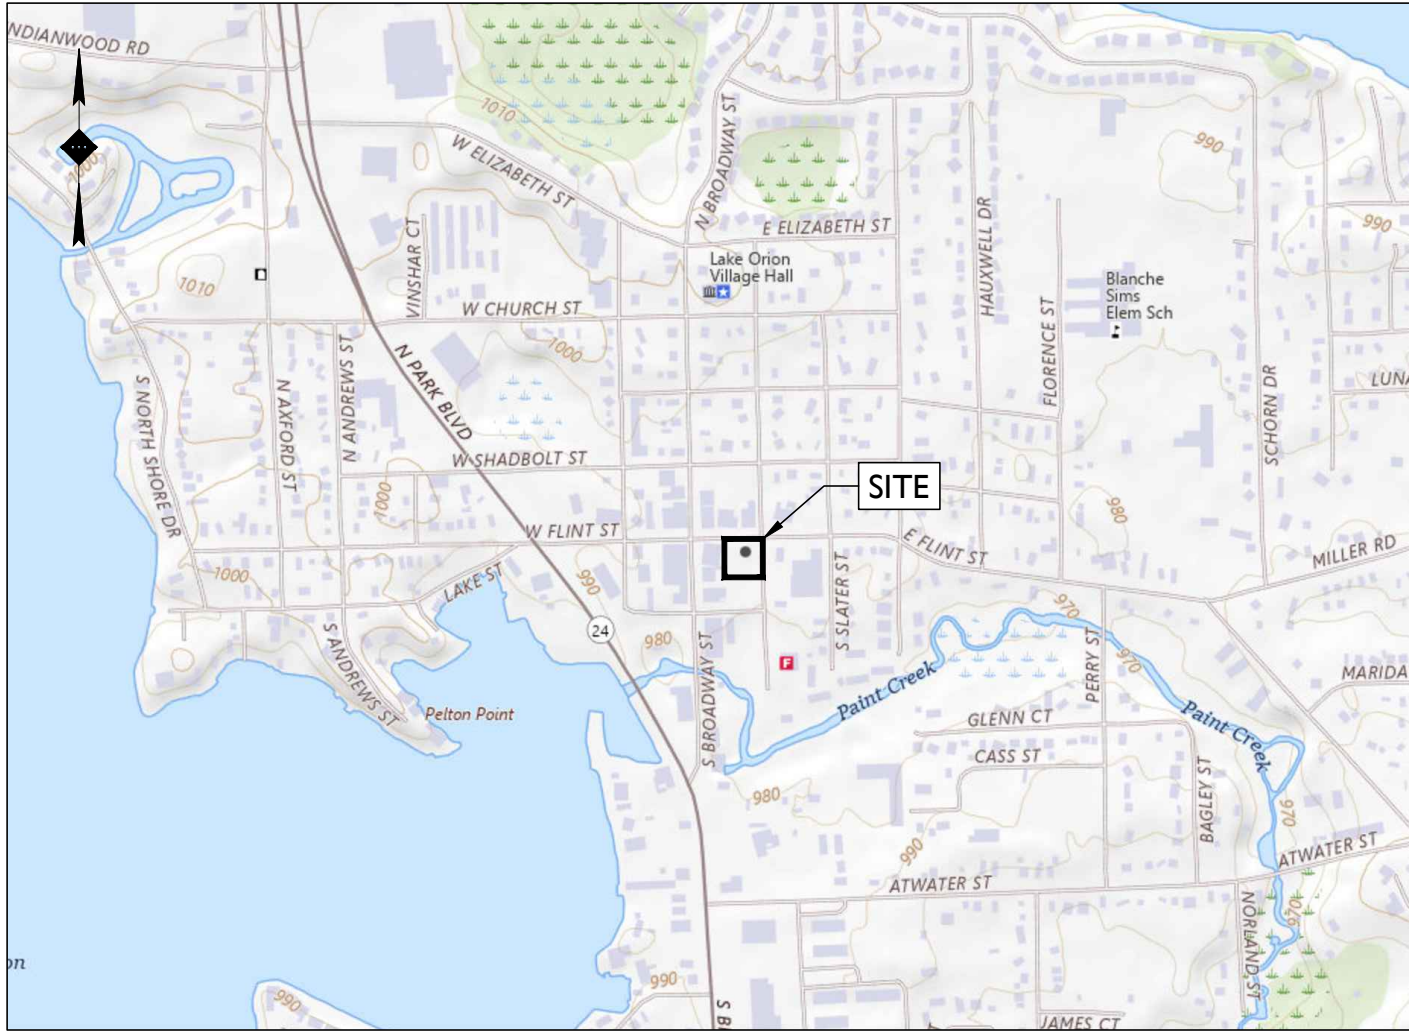 NDIANWOOD RD
1010
W ELIZABETH ST
N BROADWAY ST
990
1000
E ELIZABETH ST
HAUXWELL DR
990
VINSHAR CT
Lake Orion
Village Hall
Blanche
Sims
Elem Sch
1010
W CHURCH ST
FLORENCE ST
1000
N ANDREWS ST
N PARK BLVD
S NORTH SHORE DR
N AXFORD ST
SCHORN DR
LUNA
W SHADBOLT ST
1000
SITE
980
W FLINT ST
E FLINT ST
MILLER RD
1000
LAKE ST
990
S SLATER ST
970
24
980
F
S ANDREWS ST
S BROADWAY ST
PERRY ST
970
MARIDA
Paint Creek
Paint Creek
Pelton Point
GLENN CT
CASS ST
BAGLEY ST
980
970
990
ATWATER ST
ATWATER ST
NORLAND ST
970
on
990
990
S B
T
JAMES CT